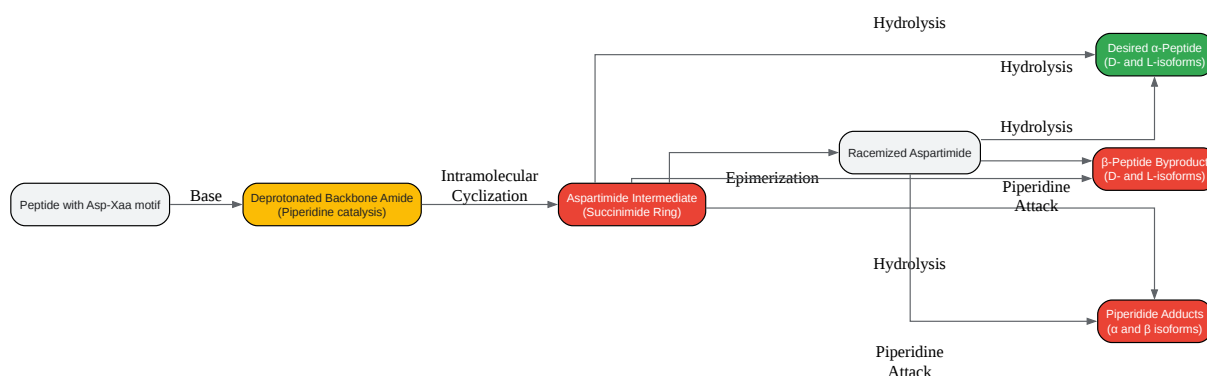 Hydrolysis
Desired α-Peptide
(D- and L-isoforms)
Hydrolysis
Hydrolysis
Racemized Aspartimide
β-Peptide Byproduct
(D- and L-isoforms)
Intramolecular
Cyclization
Epimerization
Piperidine
Attack
Base
Peptide with Asp-Xaa motif
Deprotonated Backbone Amide
(Piperidine catalysis)
Aspartimide Intermediate
(Succinimide Ring)
Hydrolysis
Piperidide Adducts
(α and β isoforms)
Piperidine
Attack